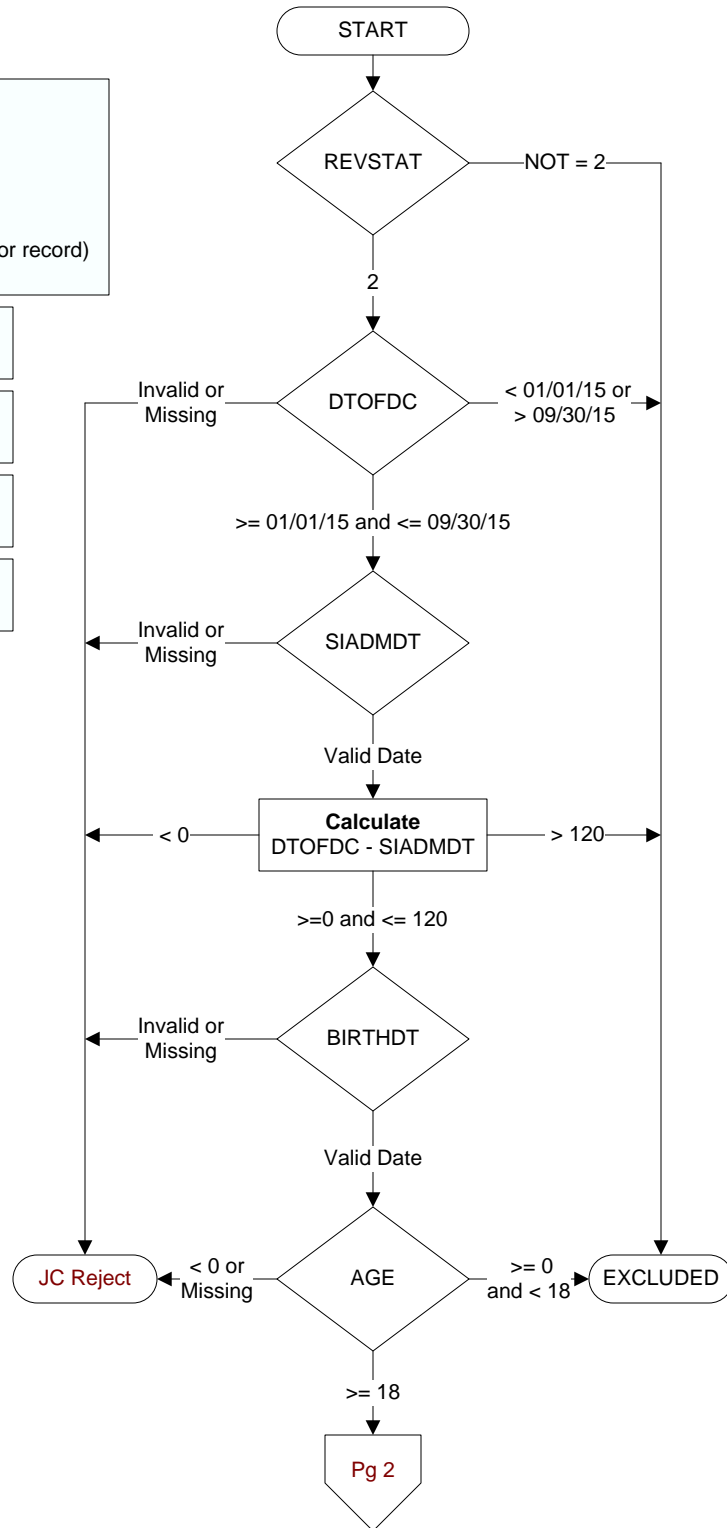 START
REVSTAT
NOT = 2
or record)
2
Invalid or
Missing
DTOFDC
< 01/01/15 or
> 09/30/15
>= 01/01/15 and <= 09/30/15
Invalid or
Missing
SIADMDT
Valid Date
< 0
Calculate
DTOFDC - SIADMDT
> 120
>=0 and <= 120
Invalid or
Missing
BIRTHDT
Valid Date
JC Reject
< 0 or
Missing
AGE
>= 0
and < 18
EXCLUDED
>= 18
Pg 2